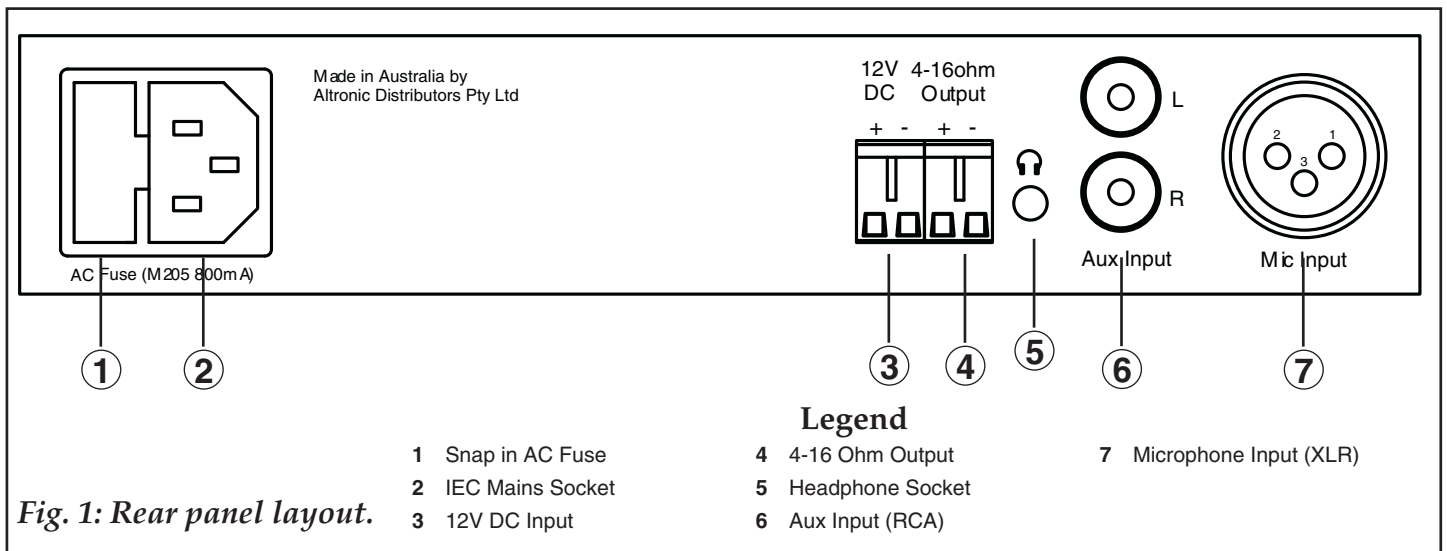 Made in Australia by
Altronic Distributors Pty Ltd
12V 4-16ohm
DC Output
+ - + -
L
R
2 1
3
AC Fuse (M205 800mA)
Aux Input
Mic Input
1 2 3 4 5 6 7
Legend
1 Snap in AC Fuse
2 IEC Mains Socket
3 12V DC Input
4 4-16 Ohm Output
5 Headphone Socket
6 Aux Input (RCA)
7 Microphone Input (XLR)
Fig. 1: Rear panel layout.